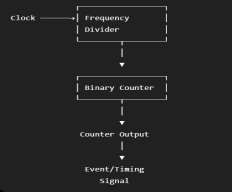 Clock
Frequency
Divider
Binary Counter
Counter Output
Event/Timing
Signal